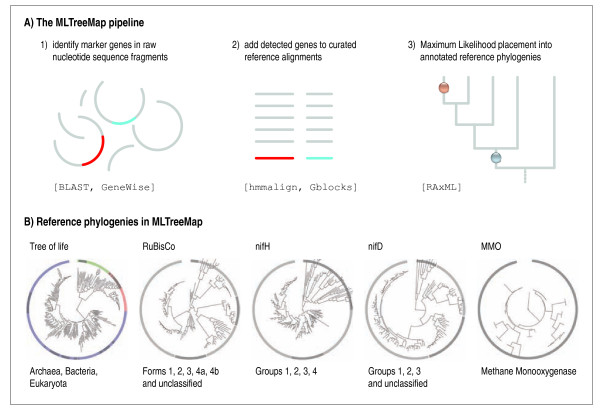 A) The MLTreeMap pipeline
1) identify marker genes in raw
nucleotide sequence fragments
2) add detected genes to curated
reference alignments
3) Maximum Likelihood placement into
annotated reference phylogenies
[BLAST, GeneWise]
[hmmalign, Gblocks]
[RAxML]
B) Reference phylogenies in MLTreeMap
Tree of life
RuBisCo
nifH
nifD
MMO
Archaea, Bacteria,
Eukaryota
Forms 1, 2, 3, 4a, 4b
and unclassified
Groups 1, 2, 3, 4
Groups 1, 2, 3
and unclassified
Methane Monooxygenase